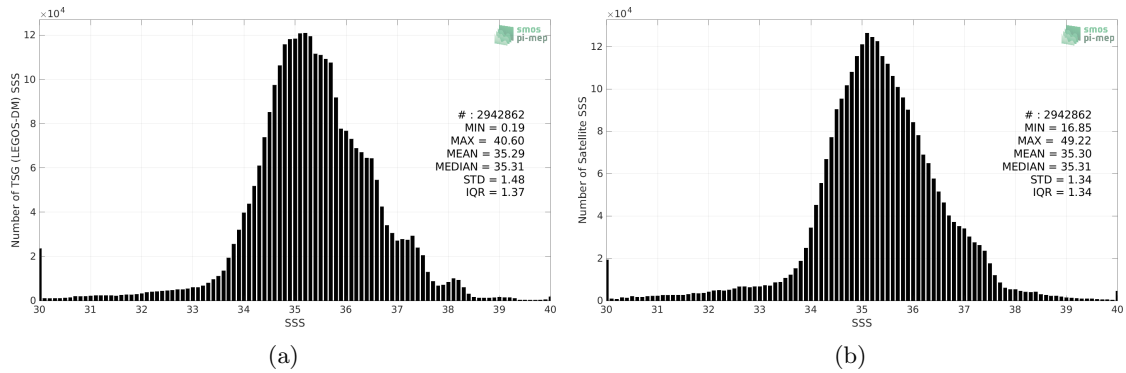 ×10⁴
smos
pi-mep
12
10
8
6
4
2
0
Number of TSG (LEGOS-DM) SSS
# : 2942862
MIN = 0.19
MAX = 40.60
MEAN = 35.29
MEDIAN = 35.31
STD = 1.48
IQR = 1.37
30 31 32 33 34 35 36 37 38 39 40
SSS
(a)
×10⁴
smos
pi-mep
12
10
8
6
4
2
0
Number of Satellite SSS
# : 2942862
MIN = 16.85
MAX = 49.22
MEAN = 35.30
MEDIAN = 35.31
STD = 1.34
IQR = 1.34
30 31 32 33 34 35 36 37 38 39 40
SSS
(b)